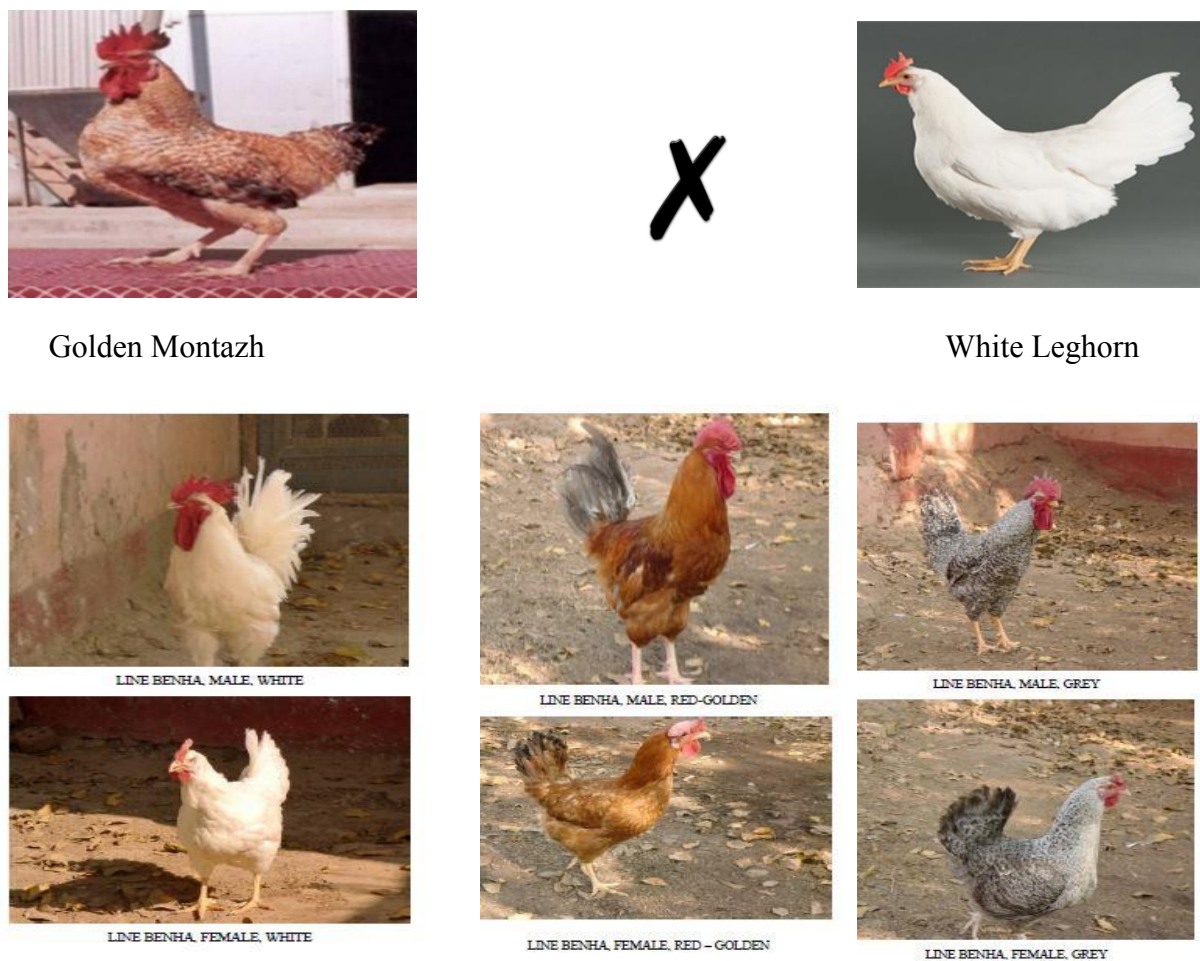 Golden Montazh
White Leghorn
LINE BENHA, MALE, WHITE
LINE BENHA, MALE, RED-GOLDEN
LINE BENHA, MALE, GREY
LINE BENHA, FEMALE, WHITE
LINE BENHA, FEMALE, RED – GOLDEN
LINE BENHA, FEMALE, GREY